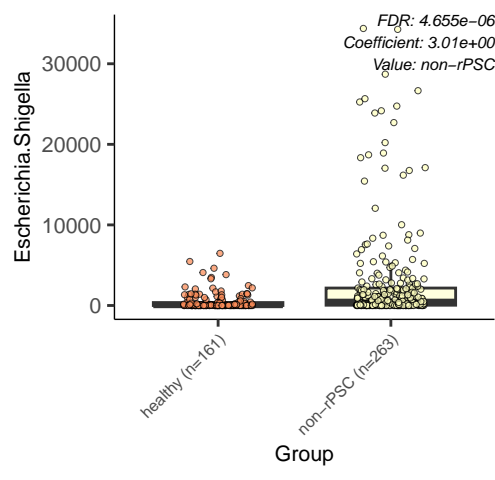 FDR: 4.655e−06
Coefficient: 3.01e+00
Value: non−rPSC
Escherichia.Shigella
30000
20000
10000
0
healthy (n=161)
non−rPSC (n=263)
Group